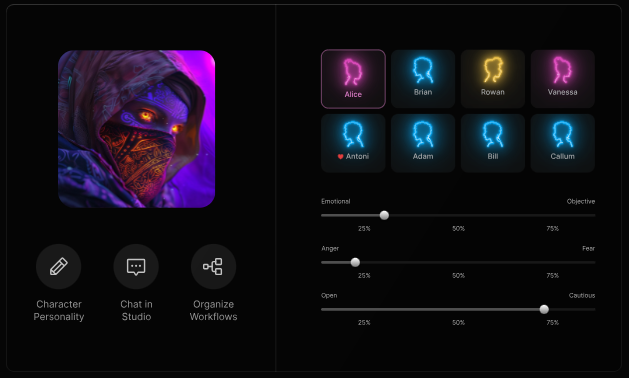 Alice
Brian
Rowan
Vanessa
Antoni
Adam
Bill
Callum
Emotional
Objective
25%
50%
75%
Anger
Fear
25%
50%
75%
Open
Cautious
25%
50%
75%
Character
Personality
Chat in
Studio
Organize
Workflows